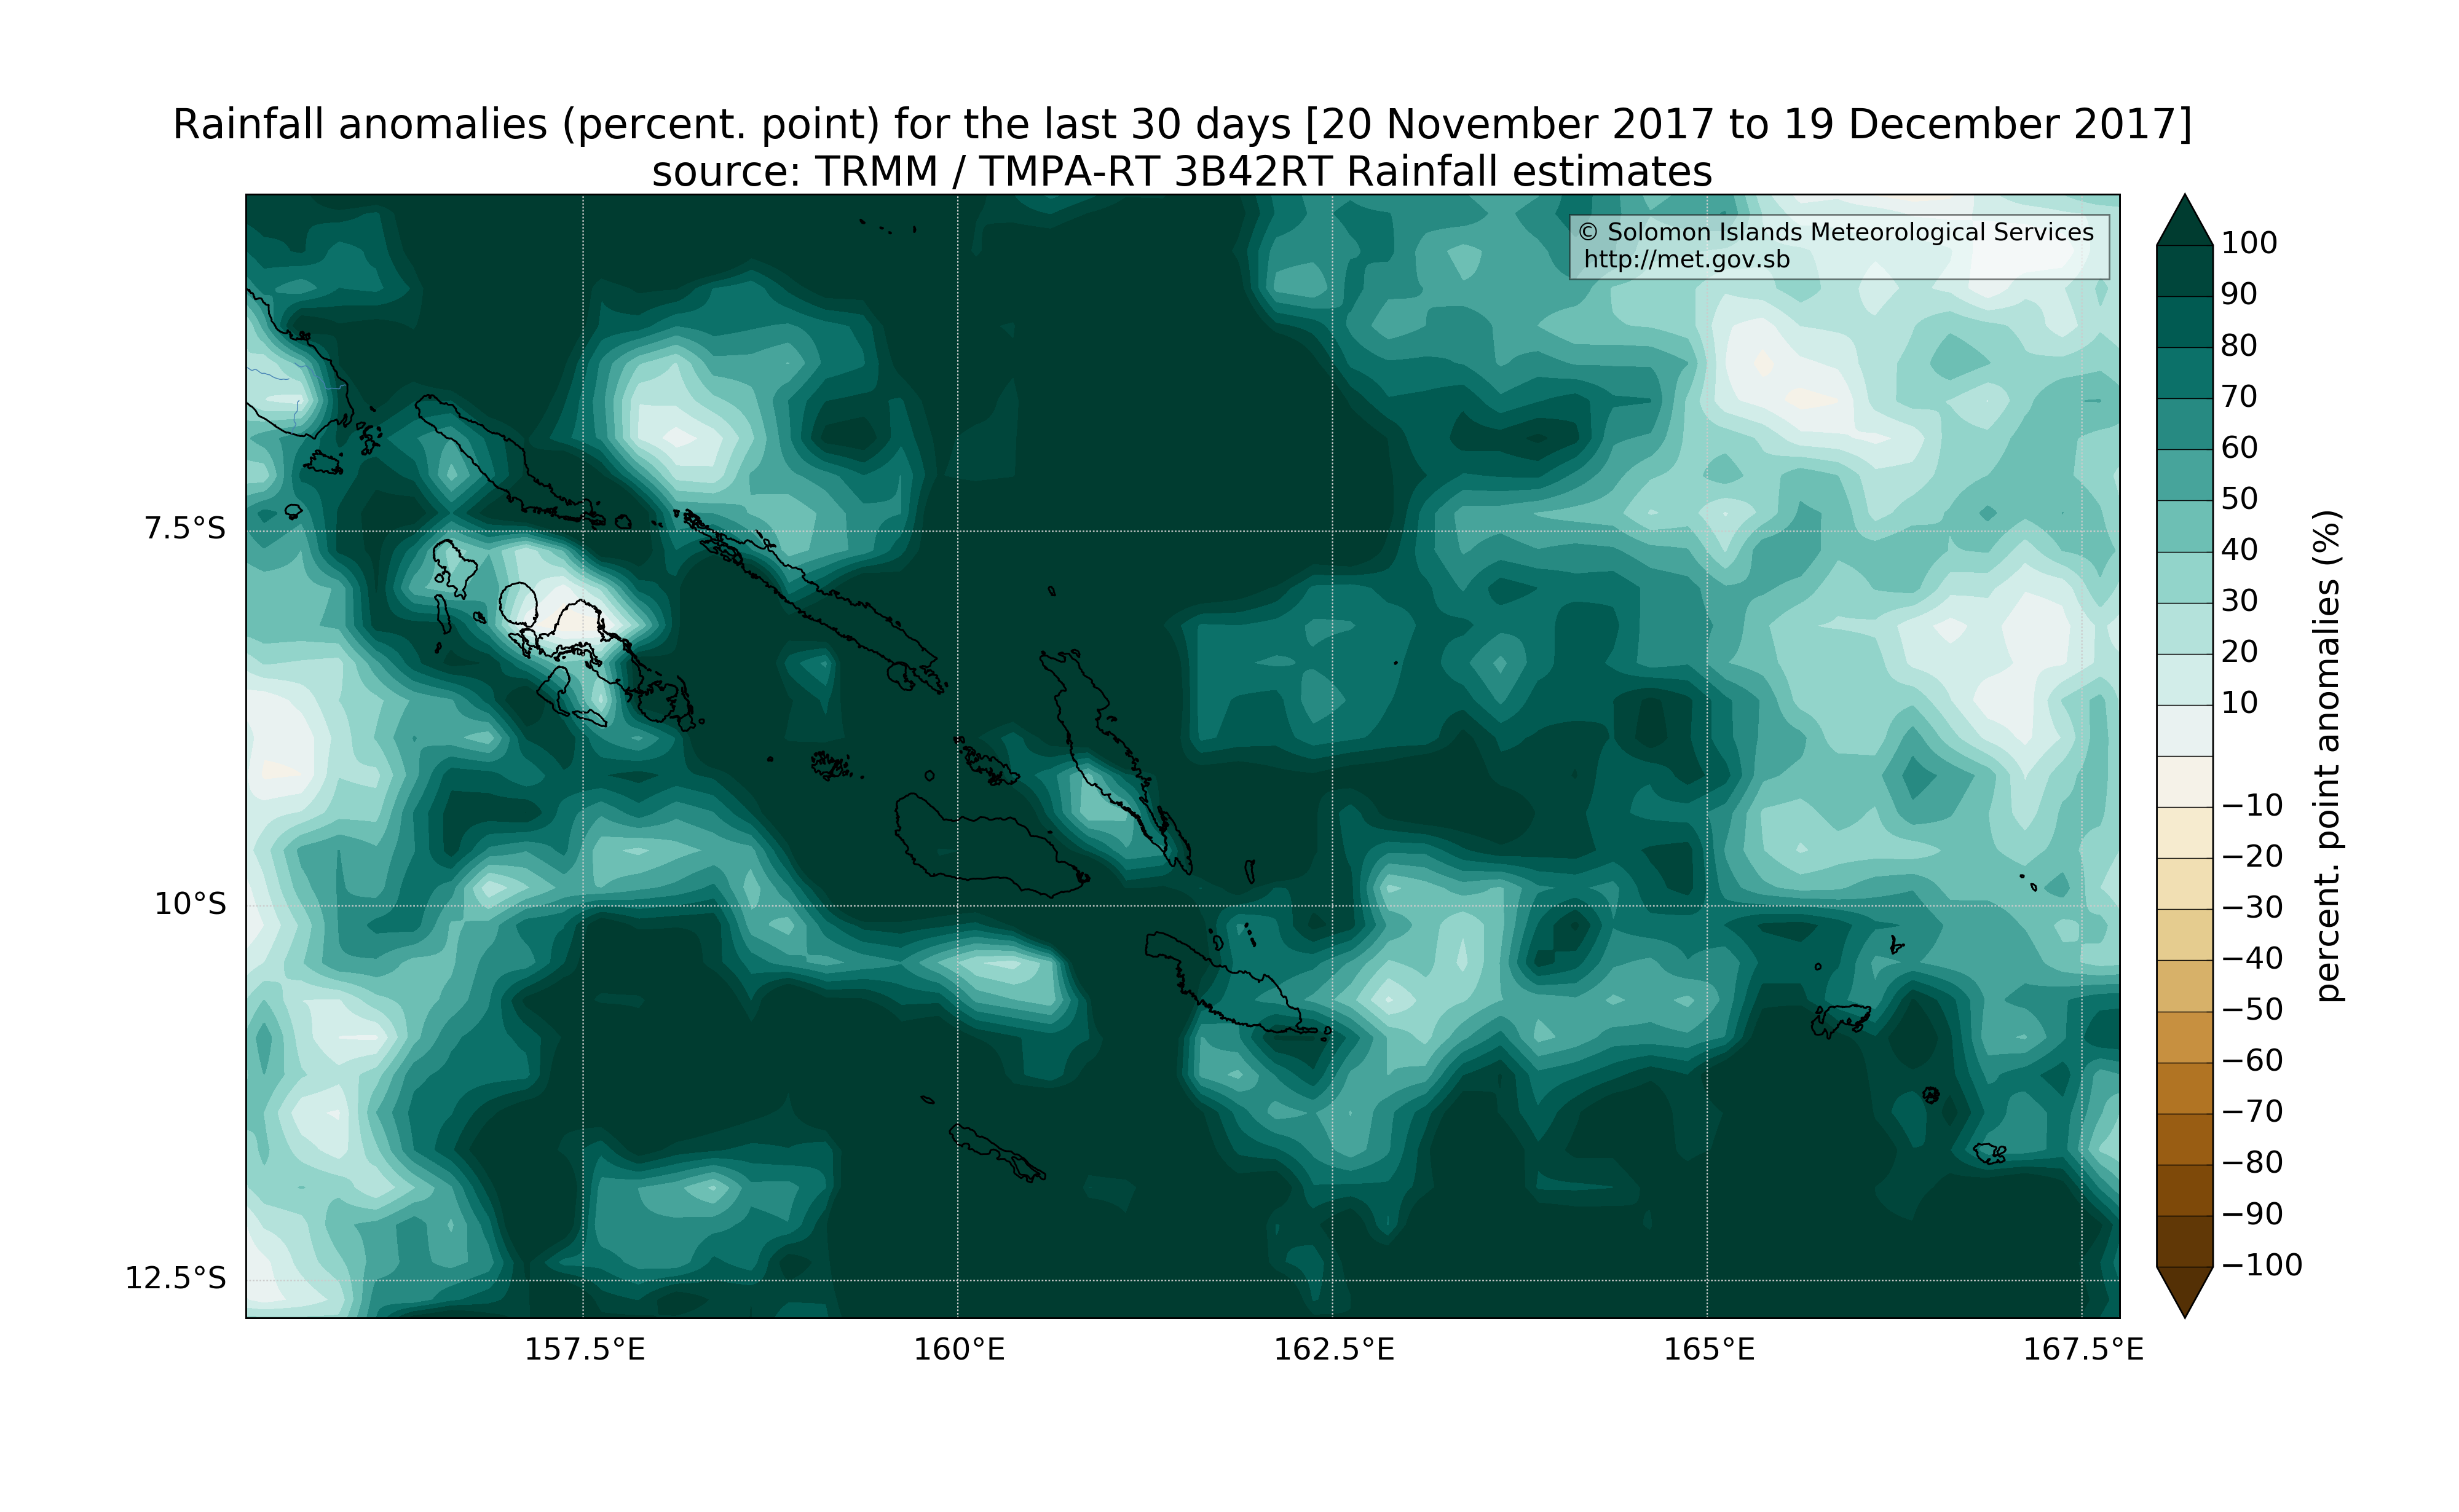 Rainfall anomalies (percent. point) for the last 30 days [20 November 2017 to 19 December 2017]
source: TRMM / TMPA-RT 3B42RT Rainfall estimates
© Solomon Islands Meteorological Services
http://met.gov.sb
7.5°S
10°S
12.5°S
157.5°E
160°E
162.5°E
165°E
167.5°E
100
90
80
70
60
50
40
30
20
10
−10
−20
−30
−40
−50
−60
−70
−80
−90
−100
percent. point anomalies (%)